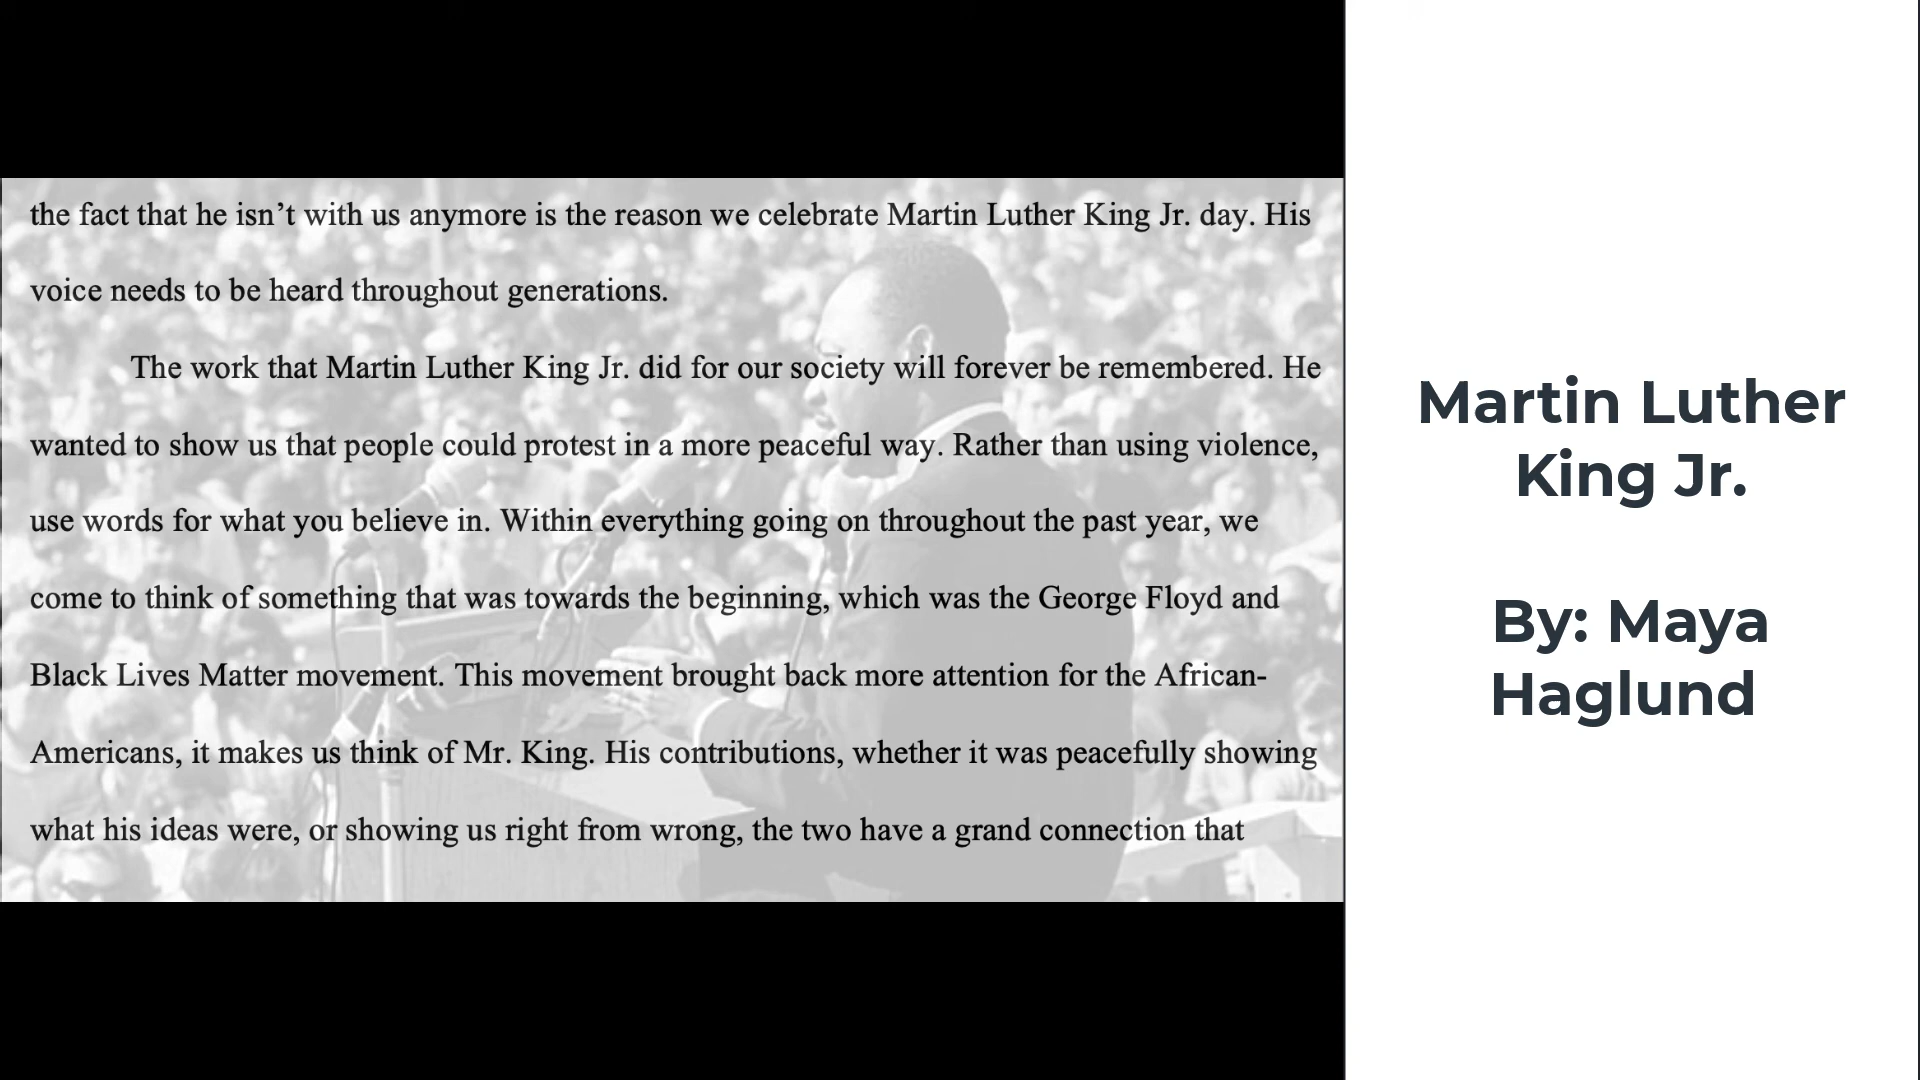 the fact that he isn’t with us anymore is the reason we celebrate Martin Luther King Jr. day. His
voice needs to be heard throughout generations.
The work that Martin Luther King Jr. did for our society will forever be remembered. He
wanted to show us that people could protest in a more peaceful way. Rather than using violence,
use words for what you believe in. Within everything going on throughout the past year, we
come to think of something that was towards the beginning, which was the George Floyd and
Black Lives Matter movement. This movement brought back more attention for the African-
Americans, it makes us think of Mr. King. His contributions, whether it was peacefully showing
what his ideas were, or showing us right from wrong, the two have a grand connection that
Martin Luther
King Jr.
By: Maya
Haglund